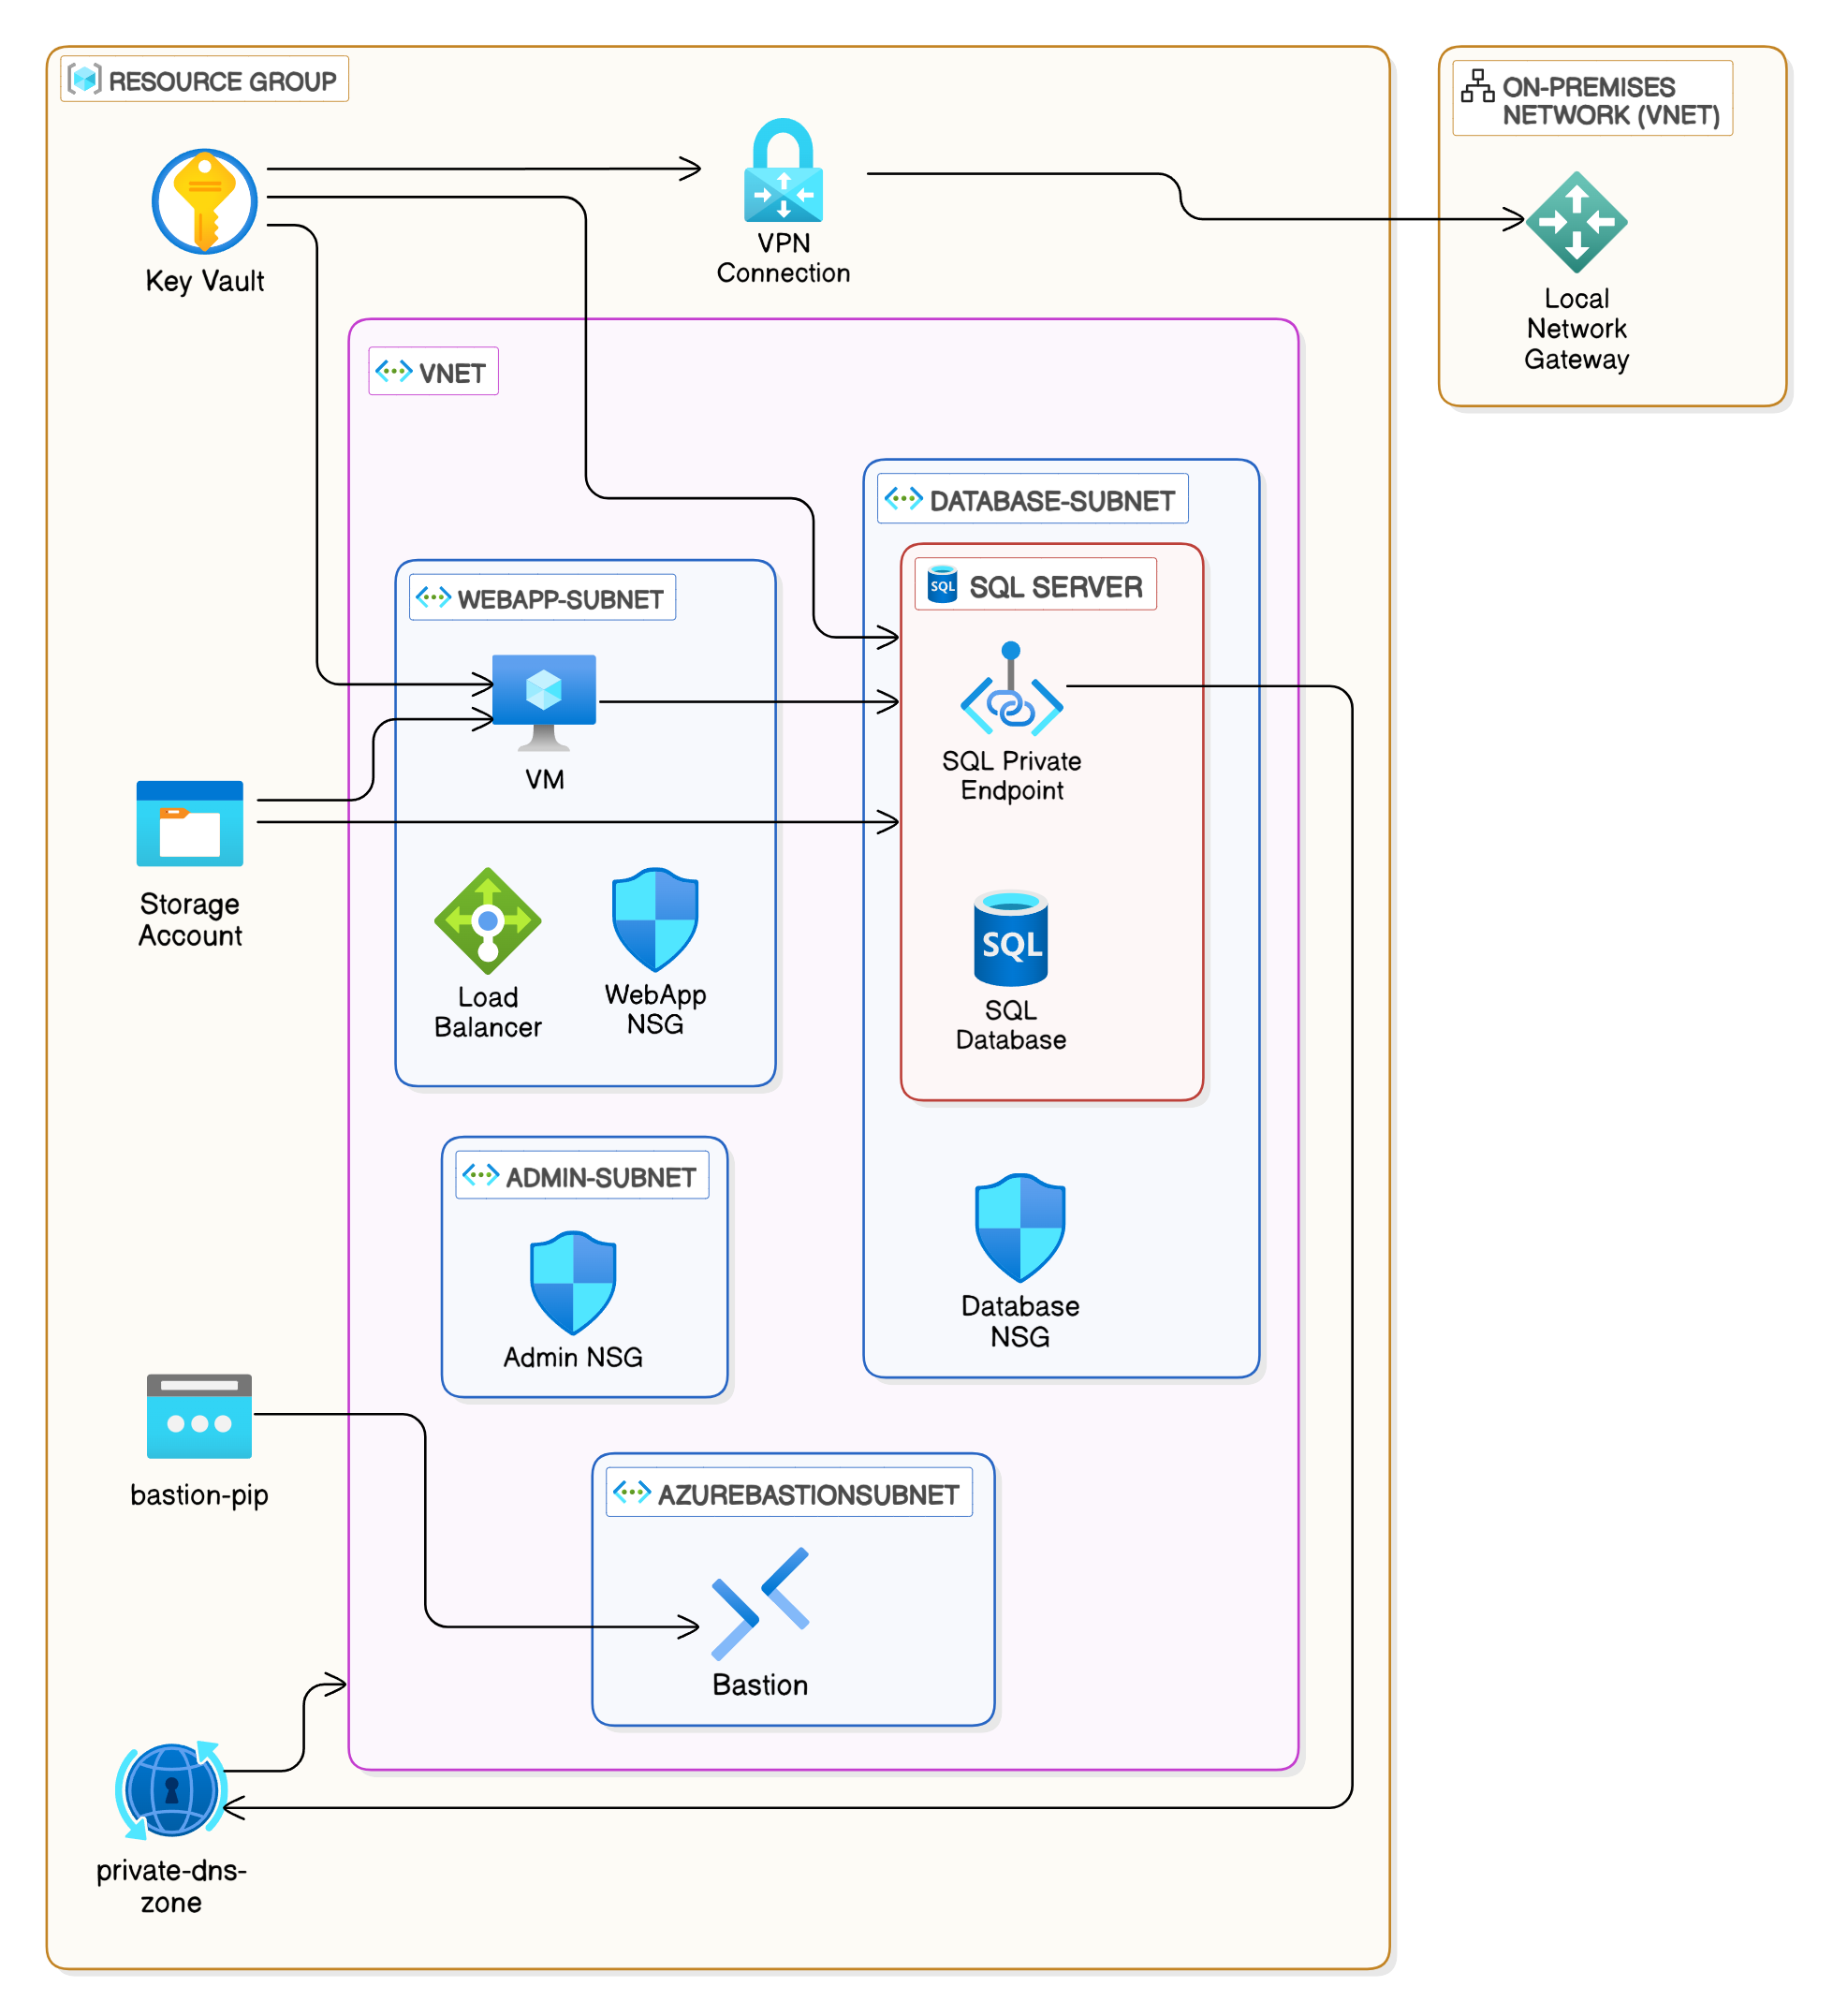 RESOURCE GROUP
ON-PREMISES
NETWORK (VNET)
Key Vault
VPN
Connection
Local
Network
Gateway
VNET
DATABASE-SUBNET
WEBAPP-SUBNET
SQL
SQL SERVER
VM
SQL Private
Endpoint
Storage
Account
Load
Balancer
WebApp
NSG
SQL
SQL
Database
ADMIN-SUBNET
Admin NSG
Database
NSG
bastion-pip
AZUREBASTIONSUBNET
Bastion
private-dns-
zone